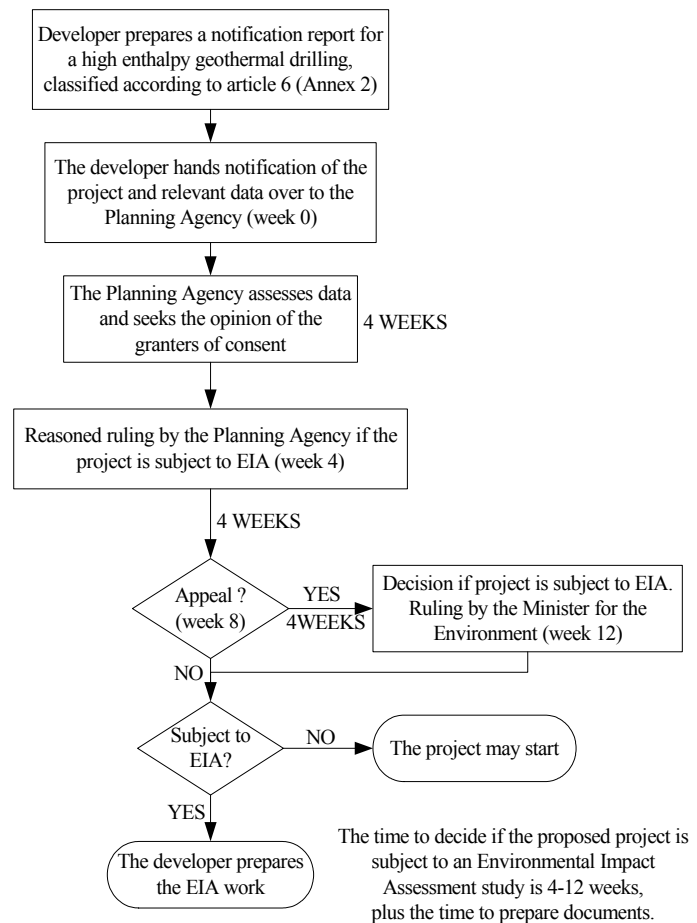 Developer prepares a notification report for
a high enthalpy geothermal drilling,
classified according to article 6 (Annex 2)
The developer hands notification of the
project and relevant data over to the
Planning Agency (week 0)
The Planning Agency assesses data
and seeks the opinion of the
granters of consent
4 WEEKS
Reasoned ruling by the Planning Agency if the
project is subject to EIA (week 4)
4 WEEKS
Appeal ?
(week 8)
YES
4WEEKS
Decision if project is subject to EIA.
Ruling by the Minister for the
Environment (week 12)
NO
Subject to
EIA?
NO
The project may start
YES
The developer prepares
the EIA work
The time to decide if the proposed project is
subject to an Environmental Impact
Assessment study is 4-12 weeks,
plus the time to prepare documents.